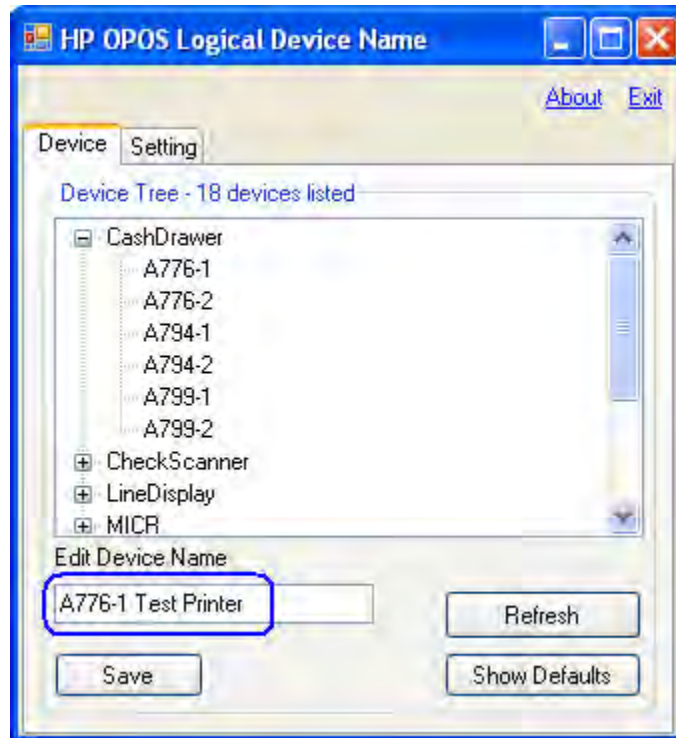 HP OPOS Logical Device Name
About Exit
Device Setting
Device Tree - 18 devices listed
CashDrawer
A776-1
A776-2
A794-1
A794-2
A799-1
A799-2
CheckScanner
LineDisplay
MICR
Edit Device Name
A776-1 Test Printer
Refresh
Save
Show Defaults